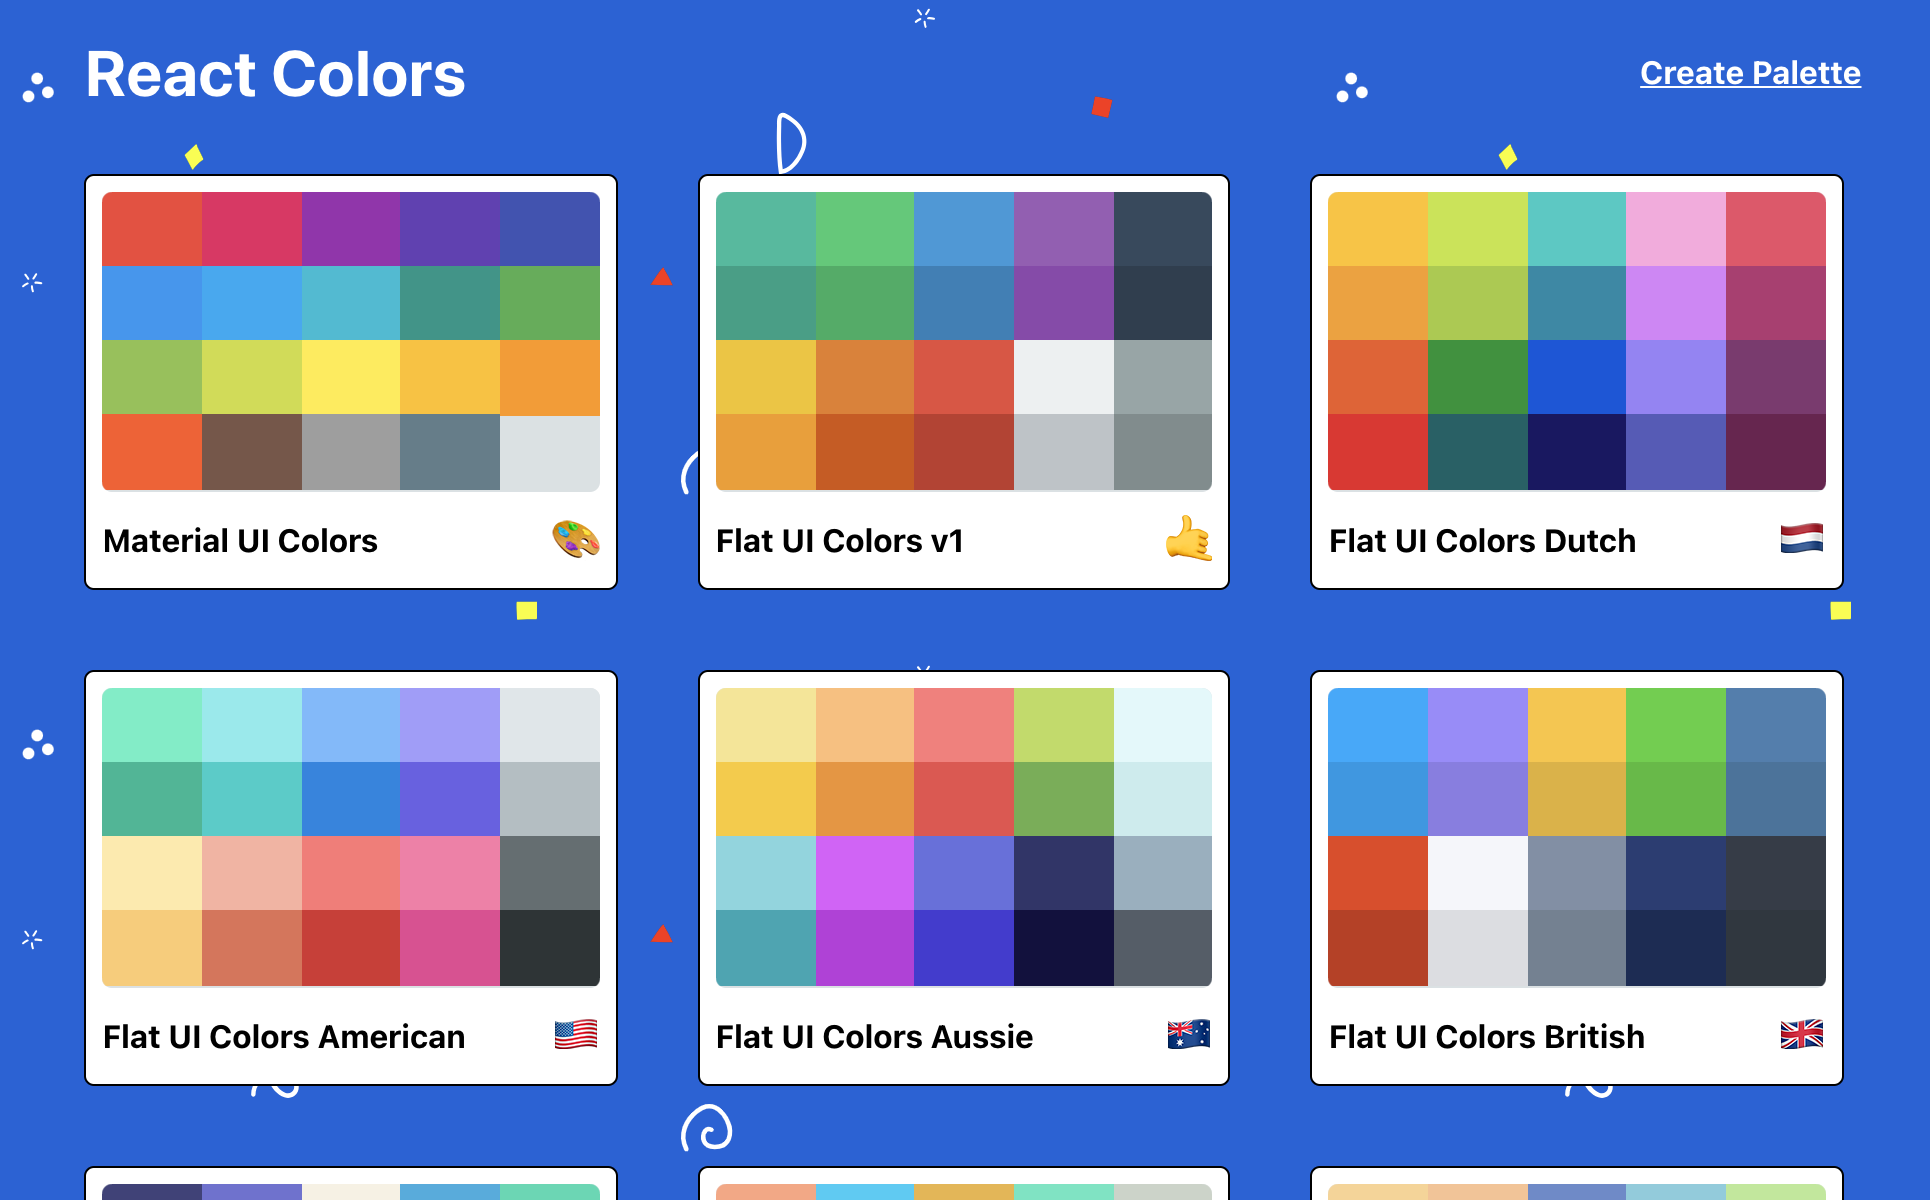 React Colors
Create Palette
Material UI Colors
Flat UI Colors v1
Flat UI Colors Dutch
Flat UI Colors American
Flat UI Colors Aussie
Flat UI Colors British